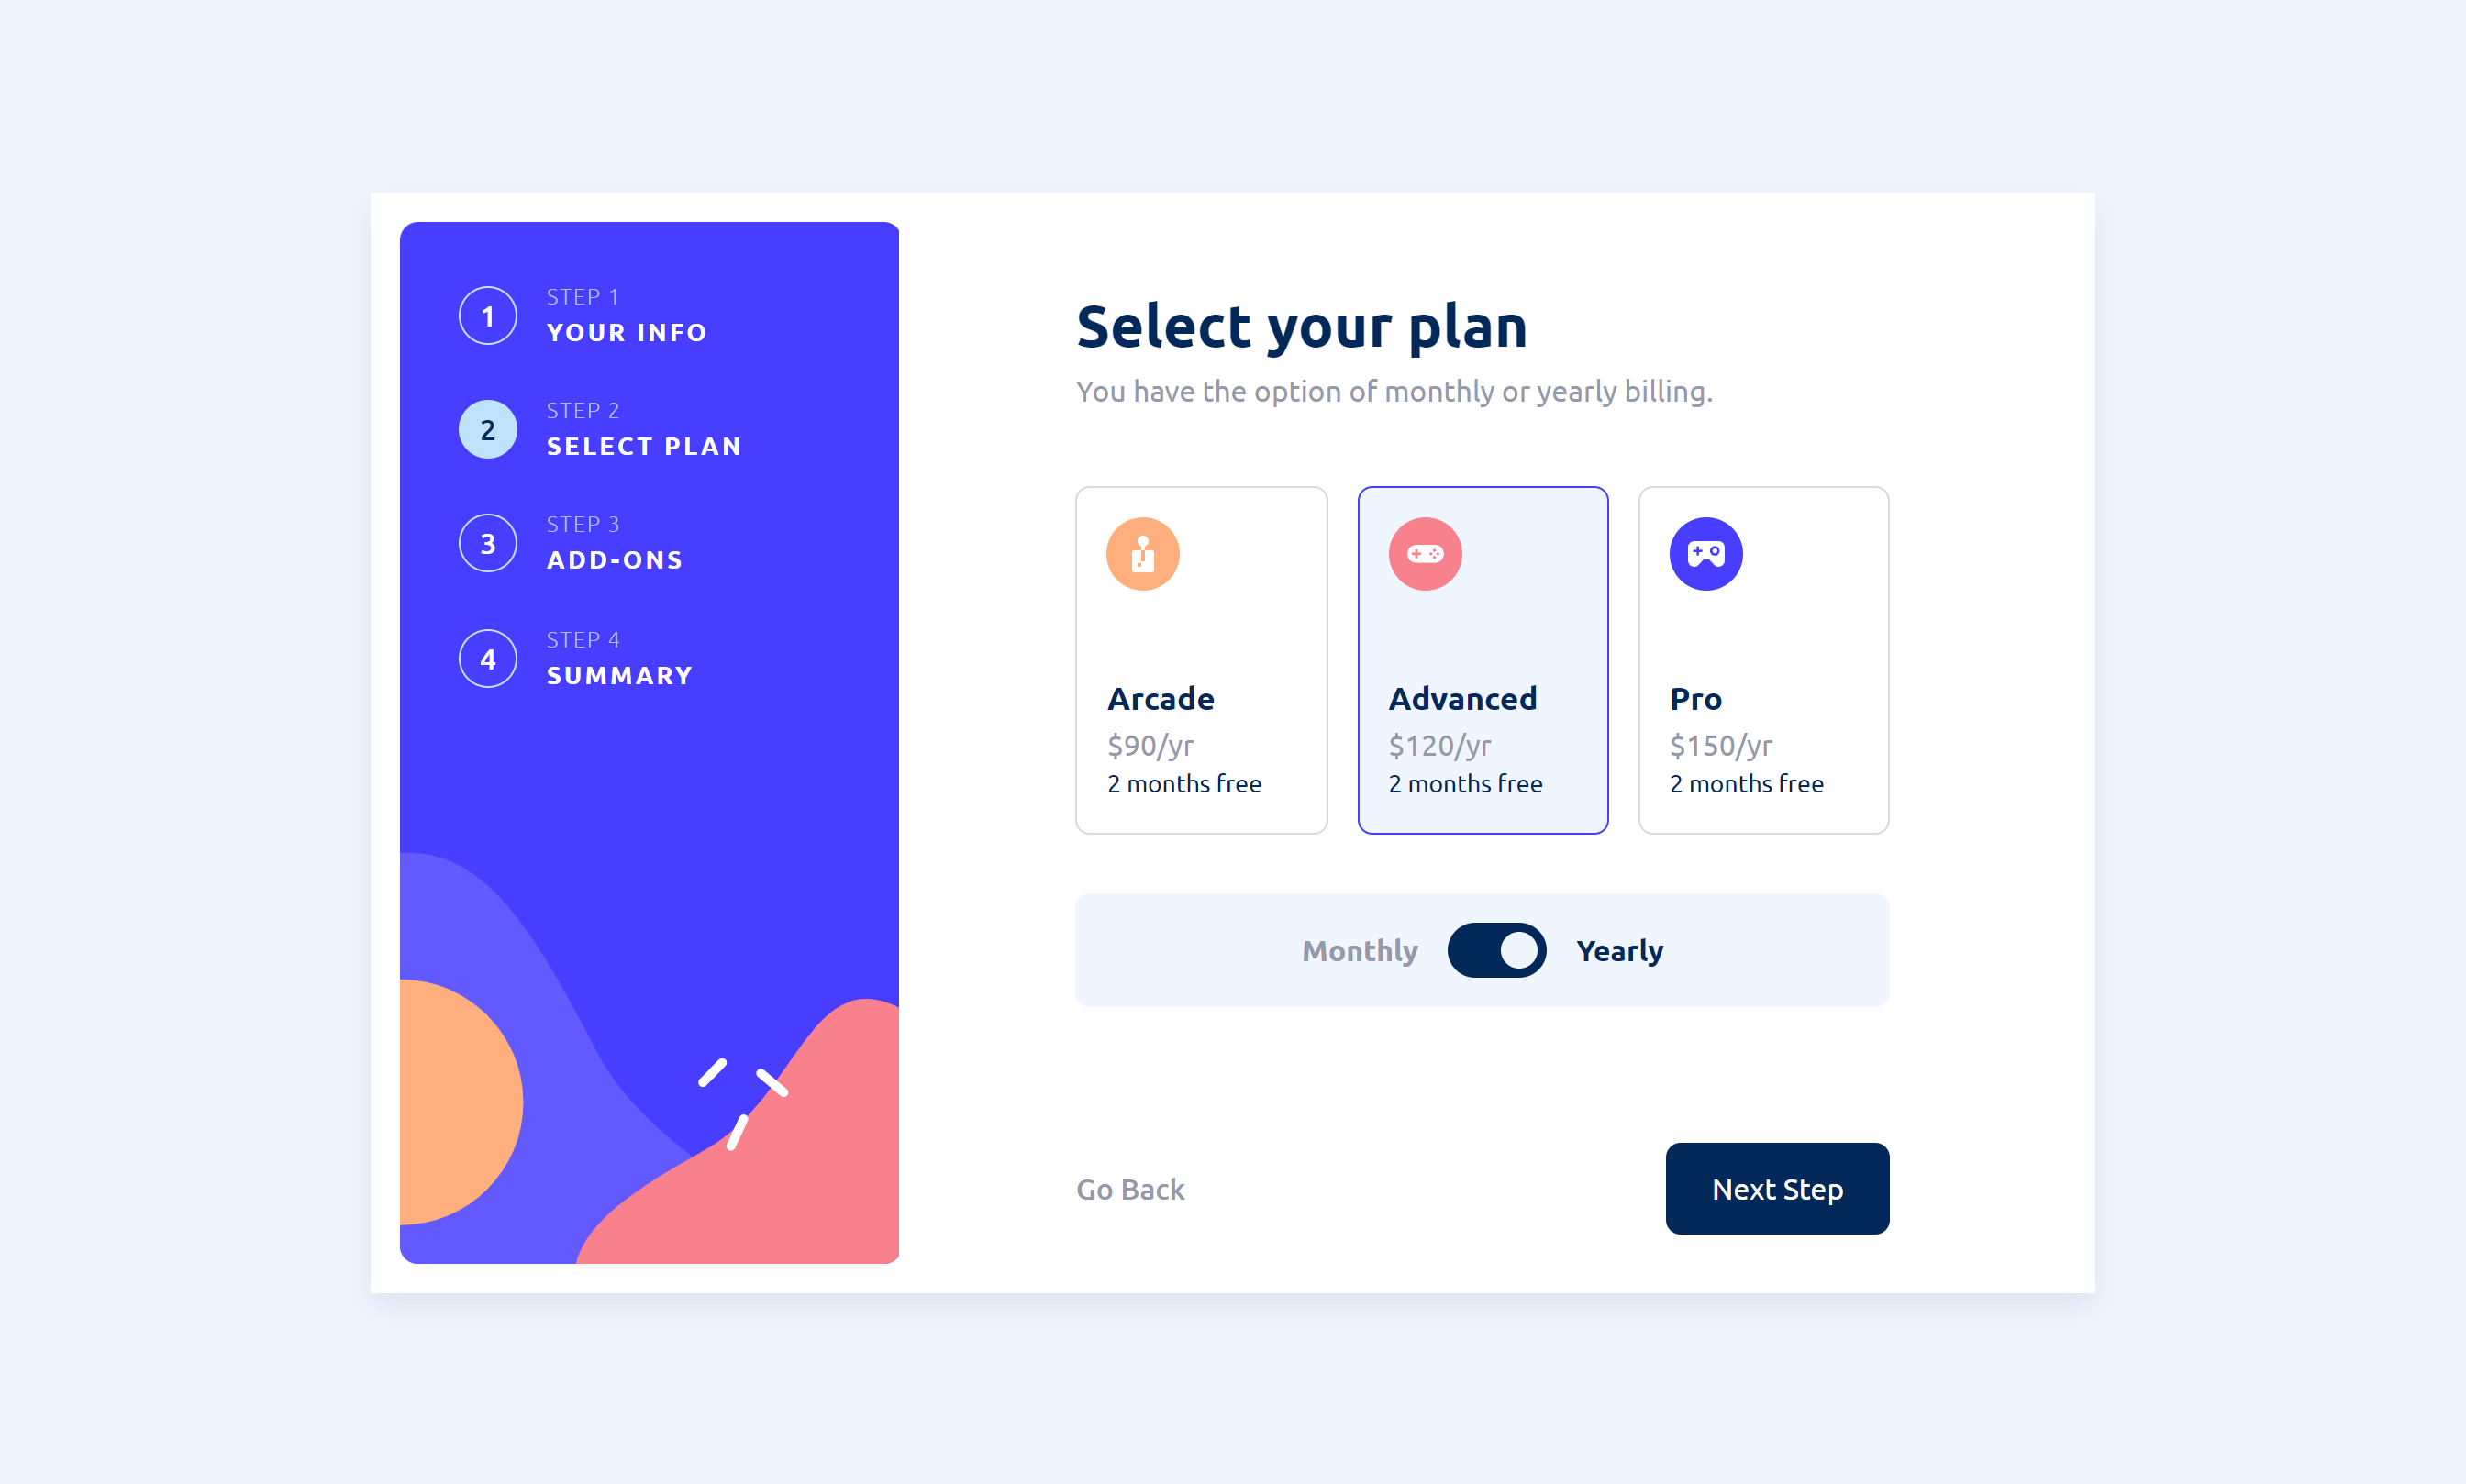 1
STEP 1
YOUR INFO
2
STEP 2
SELECT PLAN
3
STEP 3
ADD-ONS
4
STEP 4
SUMMARY
Select your plan
You have the option of monthly or yearly billing.
Arcade
$90/yr
2 months free
Advanced
$120/yr
2 months free
Pro
$150/yr
2 months free
Monthly
Yearly
Go Back
Next Step